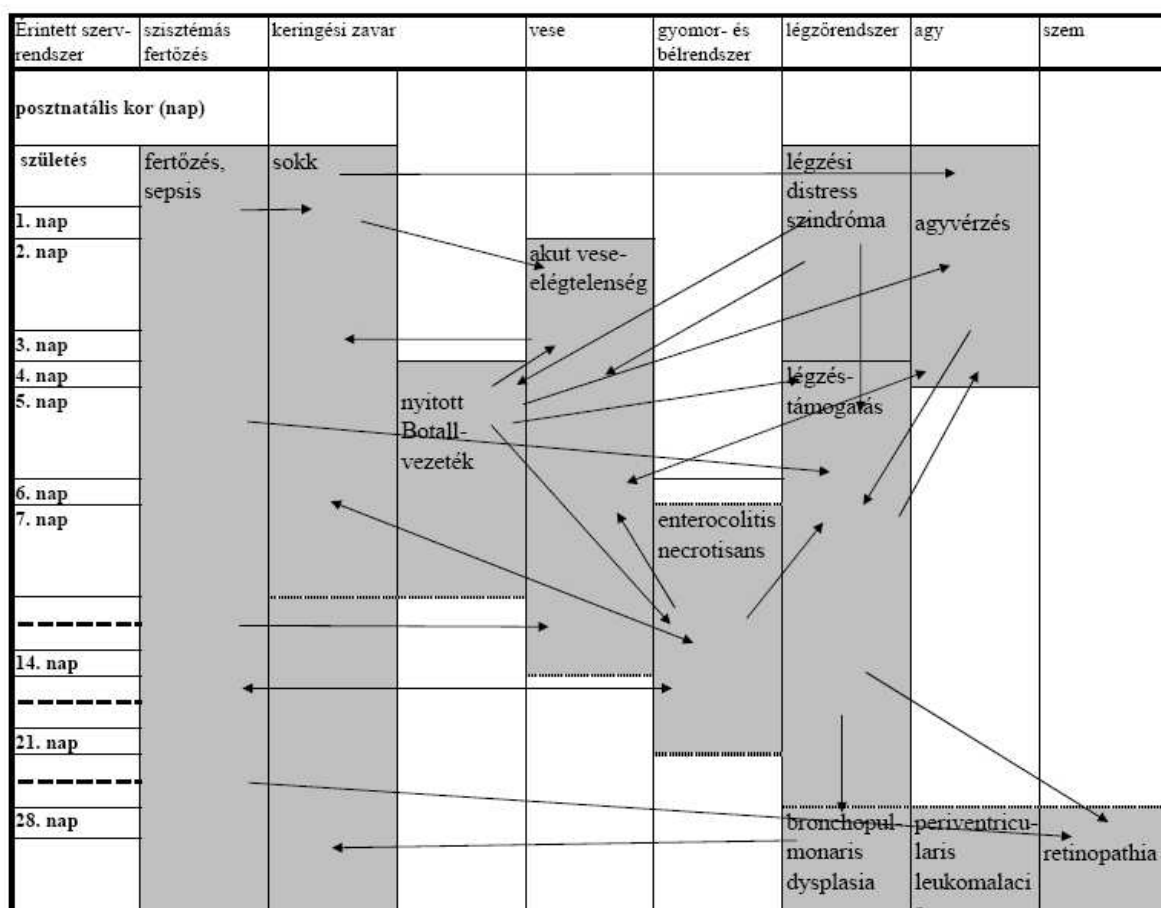 Érintett szerv-
rendszer
szisztémás
fertőzés
keringési zavar
vese
gyomor- és
bélrendszer
légzőrendszer
agy
szem
posztnatális kor (nap)
születés
fertőzés,
sepsis
sokk
légzési
distress
szindróma
1. nap
agyvérzés
2. nap
akut vese-
elégtelenség
3. nap
4. nap
légzés-
támogatás
5. nap
nyitott
Botall-
vezeték
6. nap
7. nap
enterocolitis
necrotisans
14. nap
21. nap
28. nap
bronchopul-
monaris
dysplasia
periventricu-
laris
leukomalaci
retinopathia